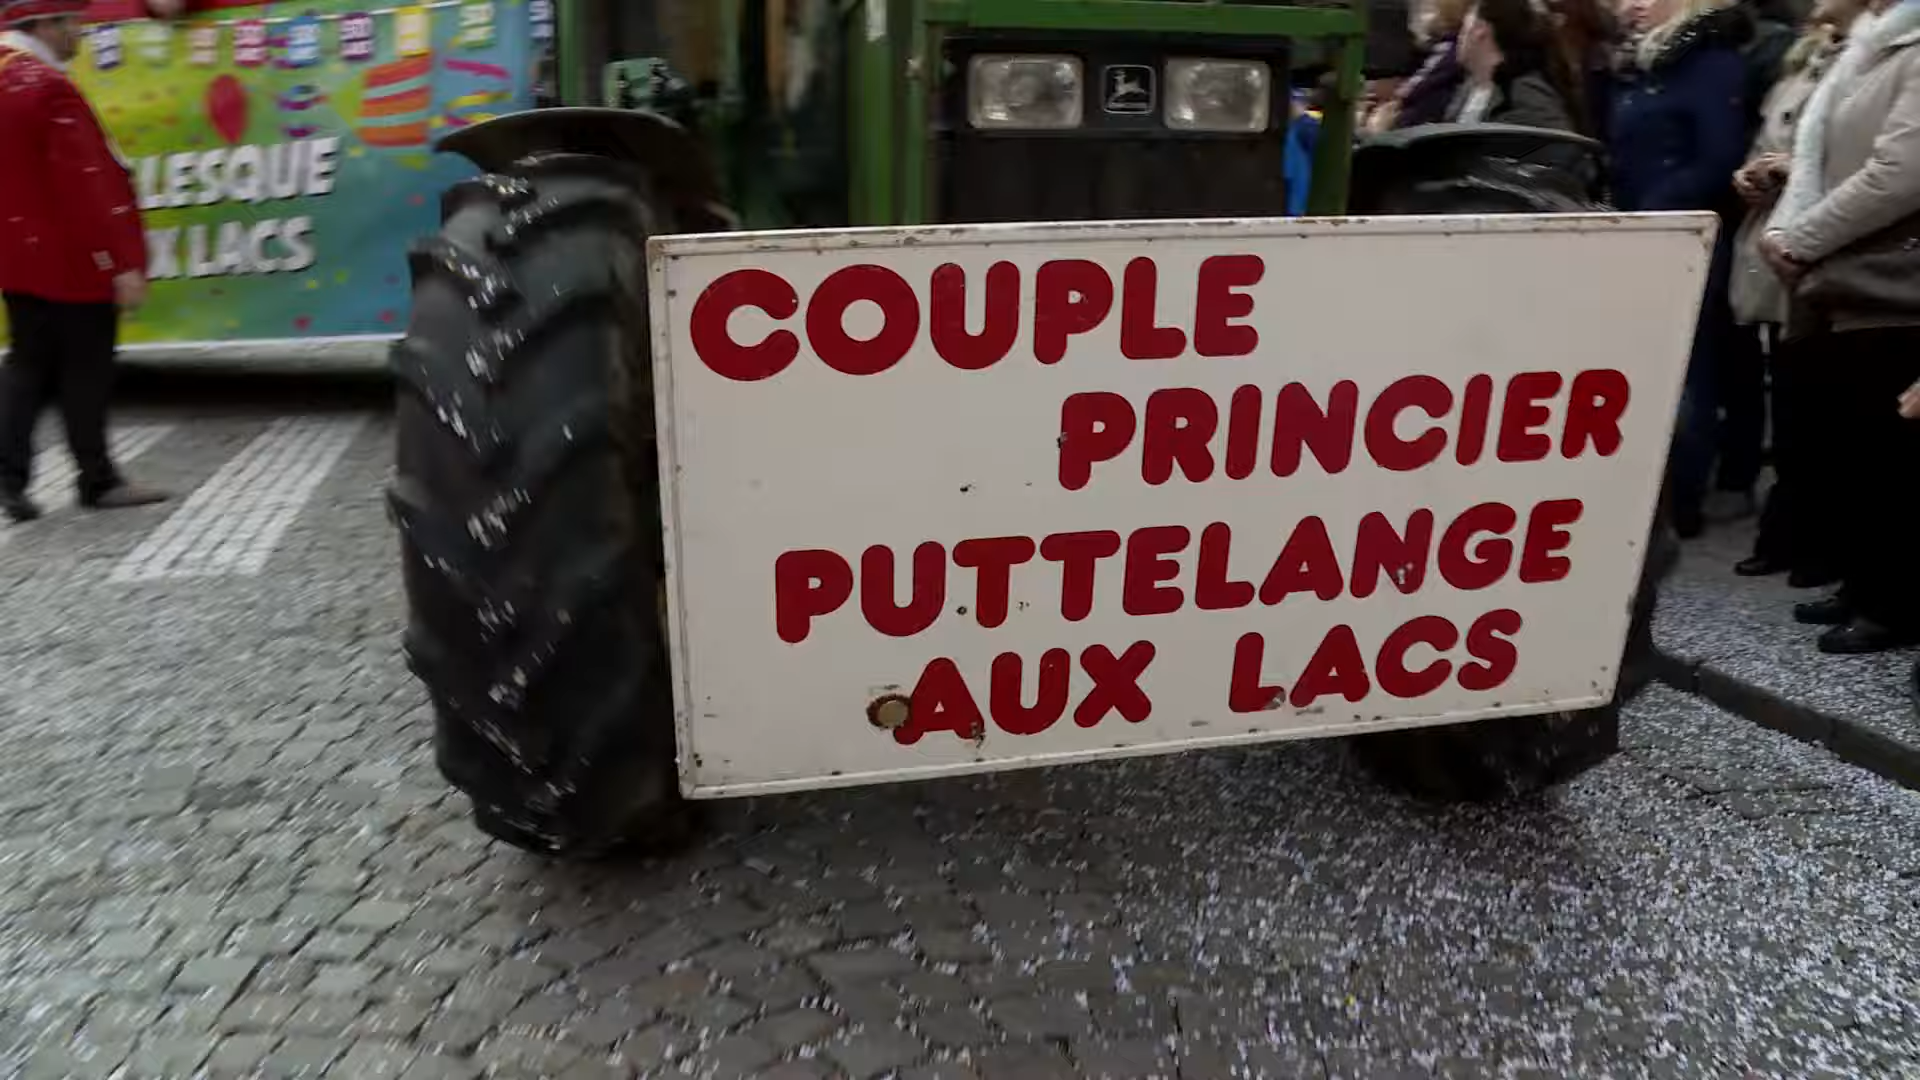 LESQUE
X LACS
COUPLE
PRINCIER
PUTTELANGE
AUX LACS